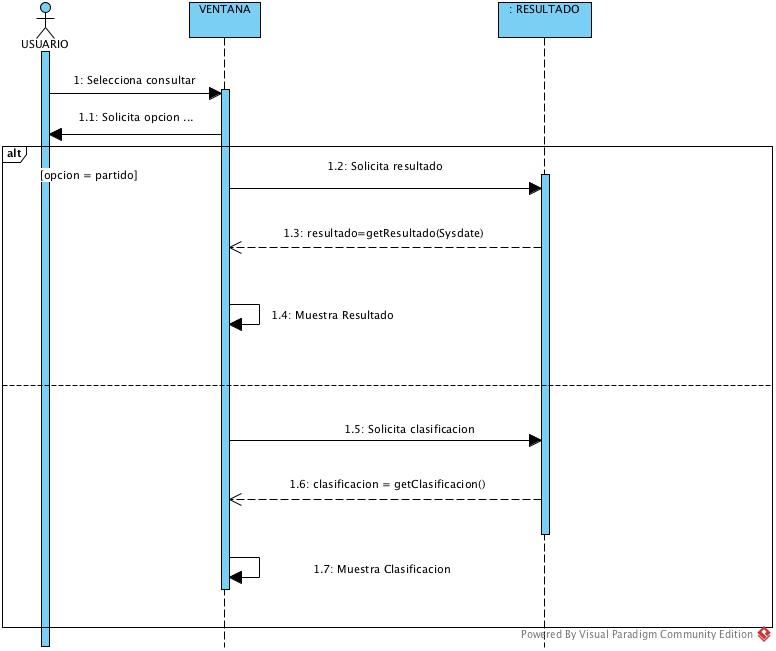 VENTANA
: RESULTADO
USUARIO
1: Selecciona consultar
1.1: Solicita opcion ...
alt
[opcion = partido]
1.2: Solicita resultado
1.3: resultado=getResultado(Sysdate)
1.4: Muestra Resultado
1.5: Solicita clasificacion
1.6: clasificacion = getClasificacion()
1.7: Muestra Clasificacion
Powered By Visual Paradigm Community Edition